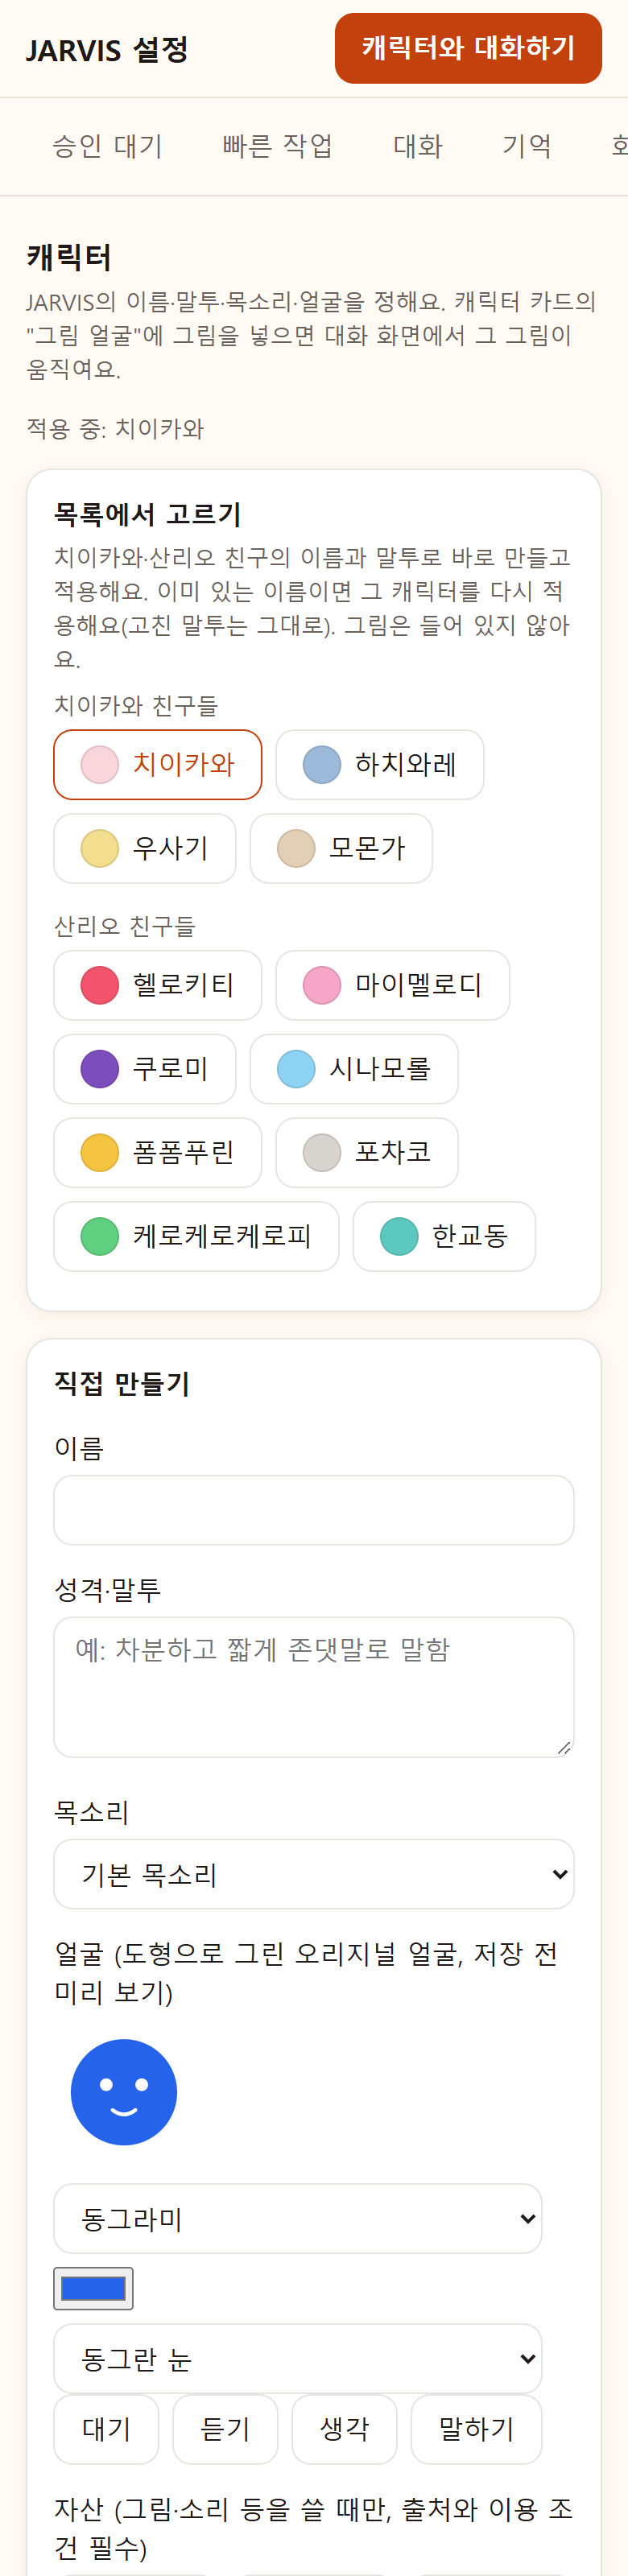 JARVIS 설정
캐릭터와 대화하기
승인 대기 빠른 작업 대화 기억
캐릭터
JARVIS의 이름·말투·목소리·얼굴을 정해요. 캐릭터 카드의
"그림 얼굴"에 그림을 넣으면 대화 화면에서 그 그림이
움직여요.
적용 중: 치이카와
목록에서 고르기
치이카와·산리오 친구의 이름과 말투로 바로 만들고
적용해요. 이미 있는 이름이면 그 캐릭터를 다시 적
용해요(고친 말투는 그대로). 그림은 들어 있지 않아
요.
치이카와 친구들
치이카와 하치와레
우사기 모몬가
산리오 친구들
헬로키티 마이멜로디
쿠로미 시나모롤
폼폼푸린 포차코
케로케로케로피 한교동
직접 만들기
이름
성격·말투
예: 차분하고 짧게 존댓말로 말함
목소리
기본 목소리
얼굴 (도형으로 그린 오리지널 얼굴, 저장 전
미리 보기)
동그라미
동그란 눈
대기 듣기 생각 말하기
자산 (그림·소리 등을 쓸 때만, 출처와 이용 조
건 필수)